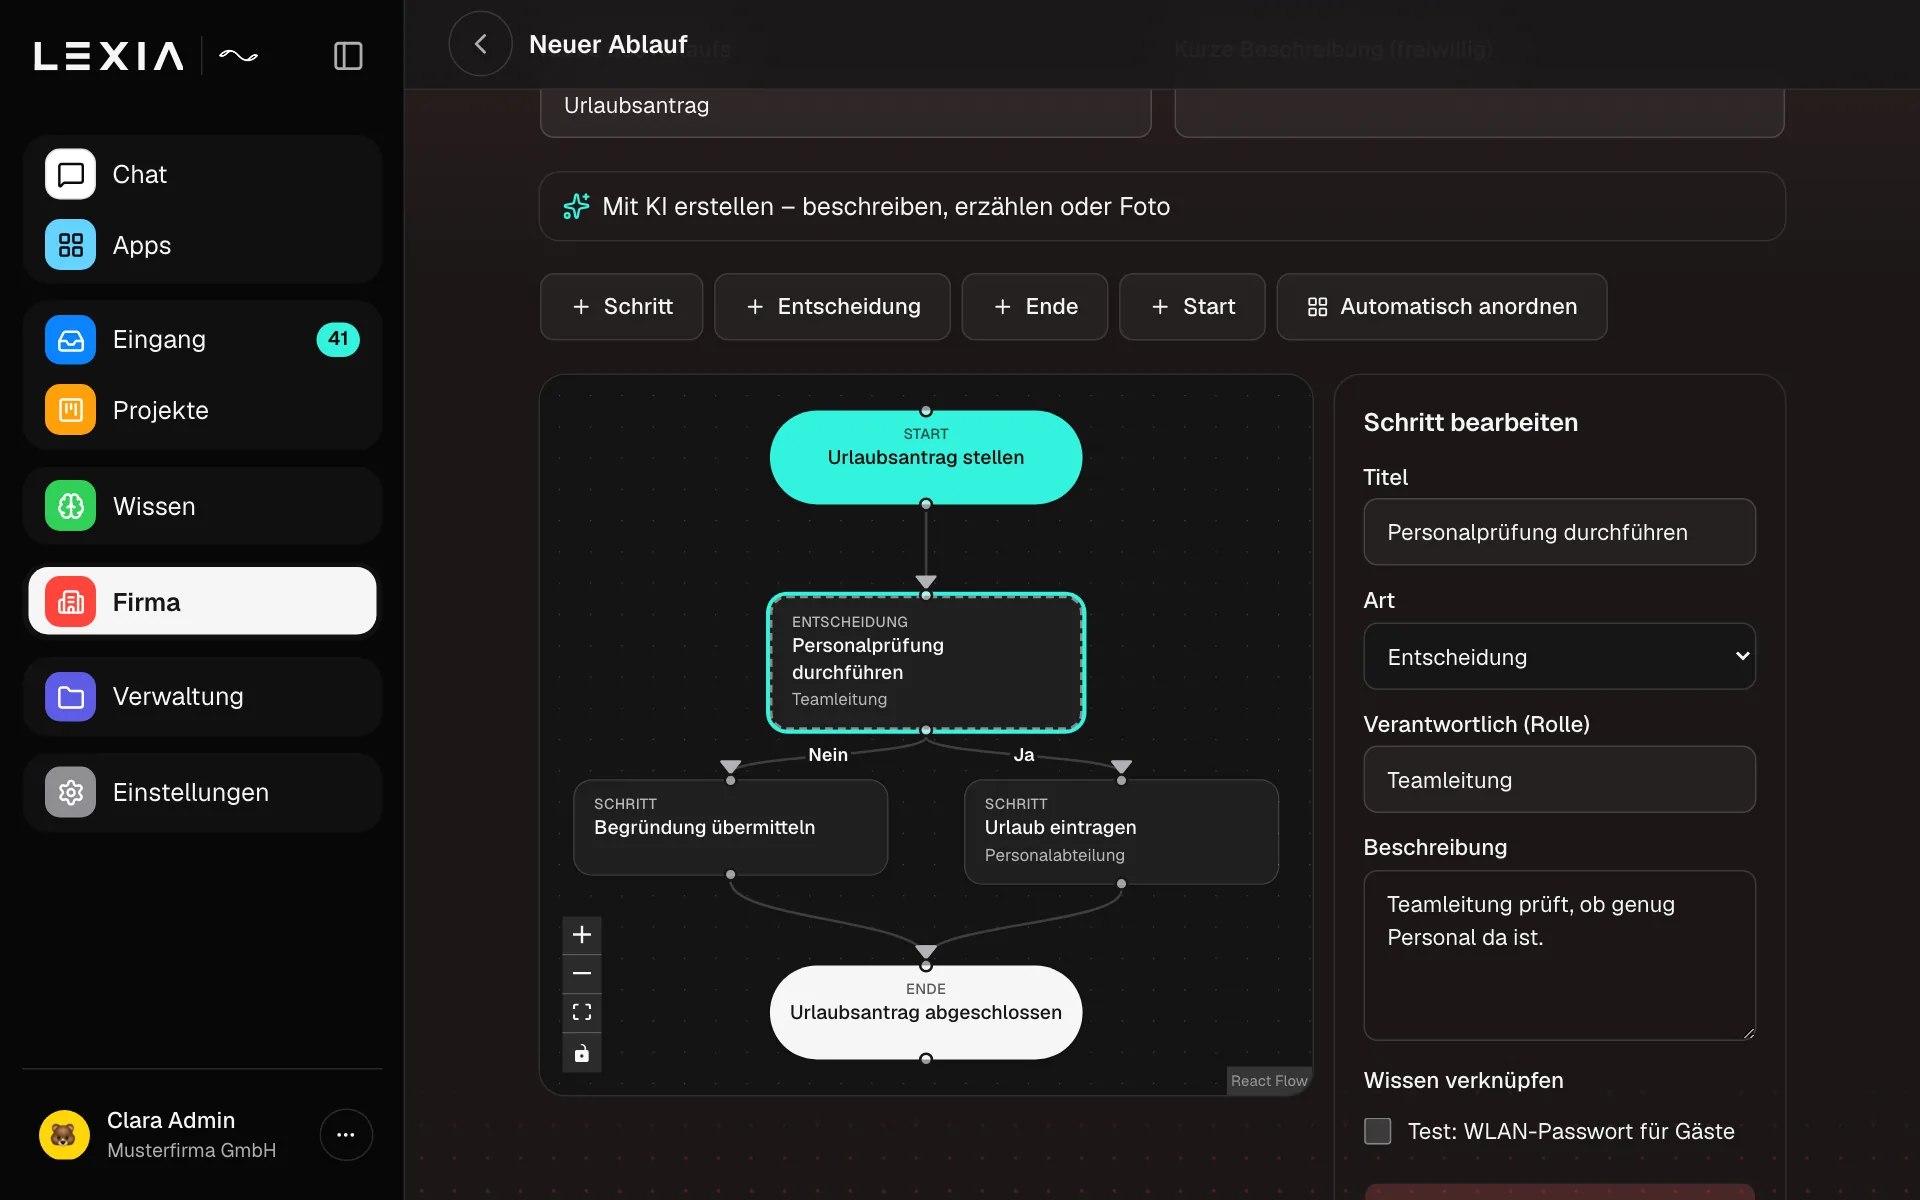 LEXIA
Chat
Apps
Eingang
41
Projekte
Wissen
Firma
Verwaltung
Einstellungen
Clara Admin
Musterfirma GmbH
Neuer Ablauf
Kurze Beschreibung (freiwillig)
Urlaubsantrag
Mit KI erstellen – beschreiben, erzählen oder Foto
Schritt
Entscheidung
Ende
Start
Automatisch anordnen
START
Urlaubsantrag stellen
ENTSCHEIDUNG
Personalprüfung
durchführen
Teamleitung
Nein
Ja
SCHRITT
Begründung übermitteln
SCHRITT
Urlaub eintragen
Personalabteilung
ENDE
Urlaubsantrag abgeschlossen
React Flow
Schritt bearbeiten
Titel
Personalprüfung durchführen
Art
Entscheidung
Verantwortlich (Rolle)
Teamleitung
Beschreibung
Teamleitung prüft, ob genug
Personal da ist.
Wissen verknüpfen
Test: WLAN-Passwort für Gäste